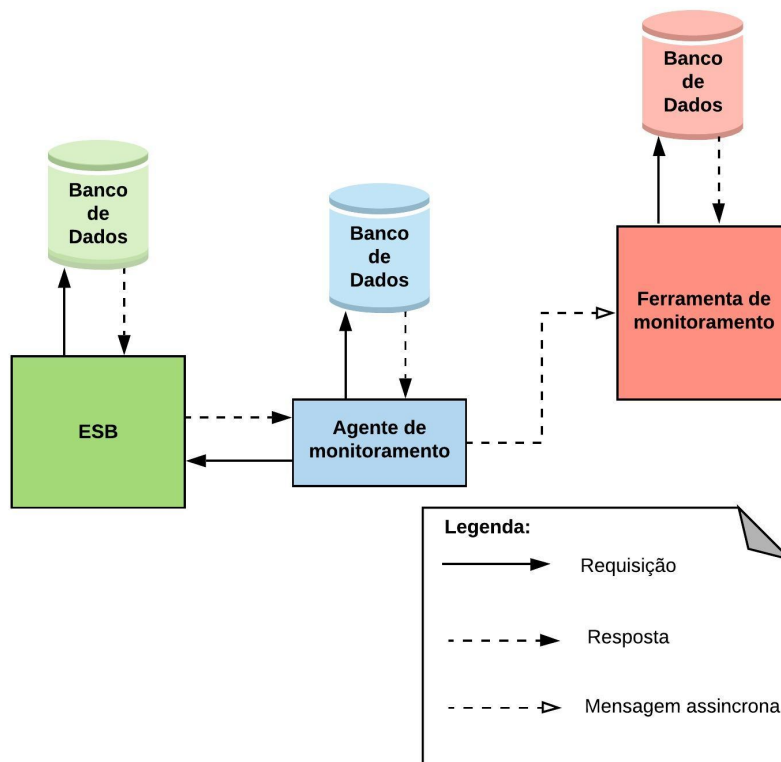 Banco
de
Dados
Banco
de
Dados
Banco
de
Dados
Ferramenta de
monitoramento
ESB
Agente de
monitoramento
Legenda:
Requisição
Resposta
Mensagem assincrona